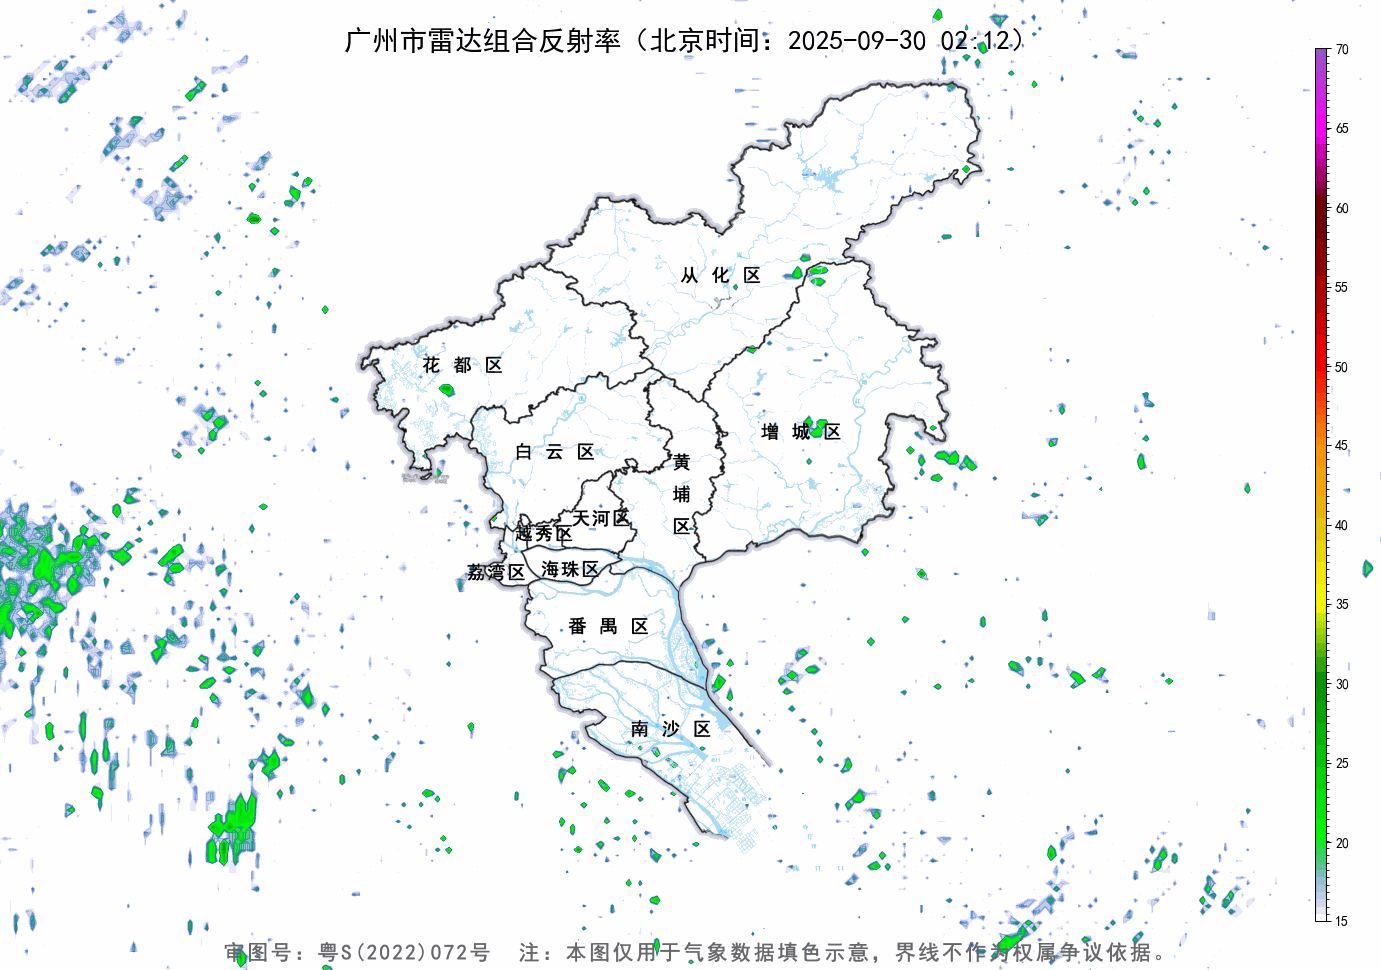 广州市雷达组合反射率（北京时间：2025-09-30 02:12）
70
65
60
55
50
45
40
35
30
25
20
15
从化区
花都区
增城区
白云区
黄埔区
天河区
越秀区
海珠区
荔湾区
番禺区
南沙区
审图号：粤S(2022)072号 注：本图仅用于气象数据填色示意，界线不作为权属争议依据。